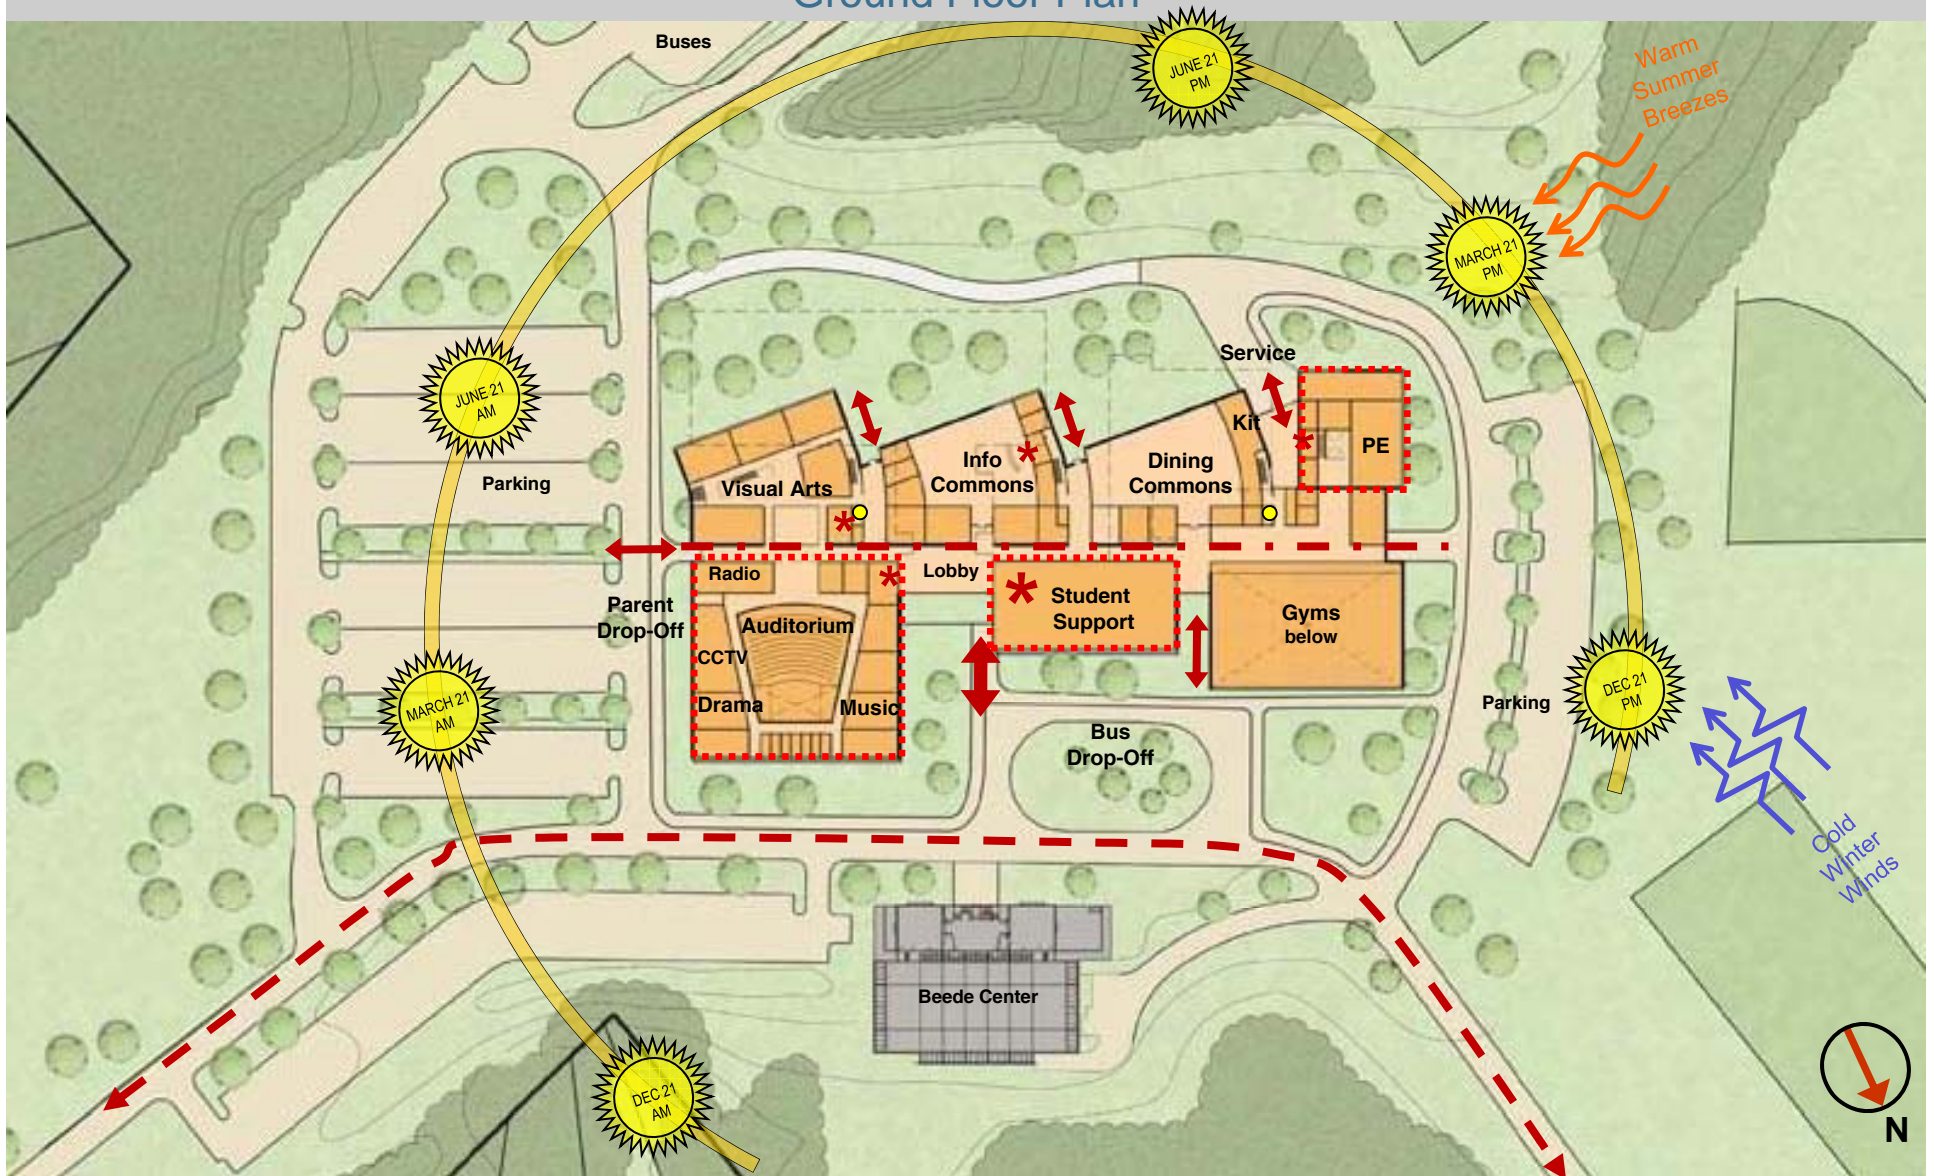 Ground Floor Plan
Buses
JUNE 21
PM
Warm
Summer
Breezes
MARCH 21
PM
JUNE 21
AM
Service
Kit
PE
Info
Commons
Dining
Commons
Visual Arts
Parking
Radio
Lobby
Parent
Drop-Off
Auditorium
Student
Support
Gyms
below
CCTV
Drama
Music
MARCH 21
AM
DEC 21
PM
Parking
Bus
Drop-Off
Cold
Winter
Winds
Beede Center
DEC 21
AM
N